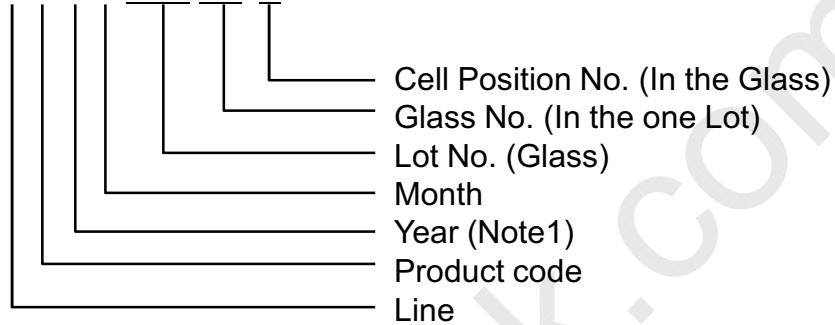 Cell Position No. (In the Glass)
Glass No. (In the one Lot)
Lot No. (Glass)
Month
Year (Note1)
Product code
Line